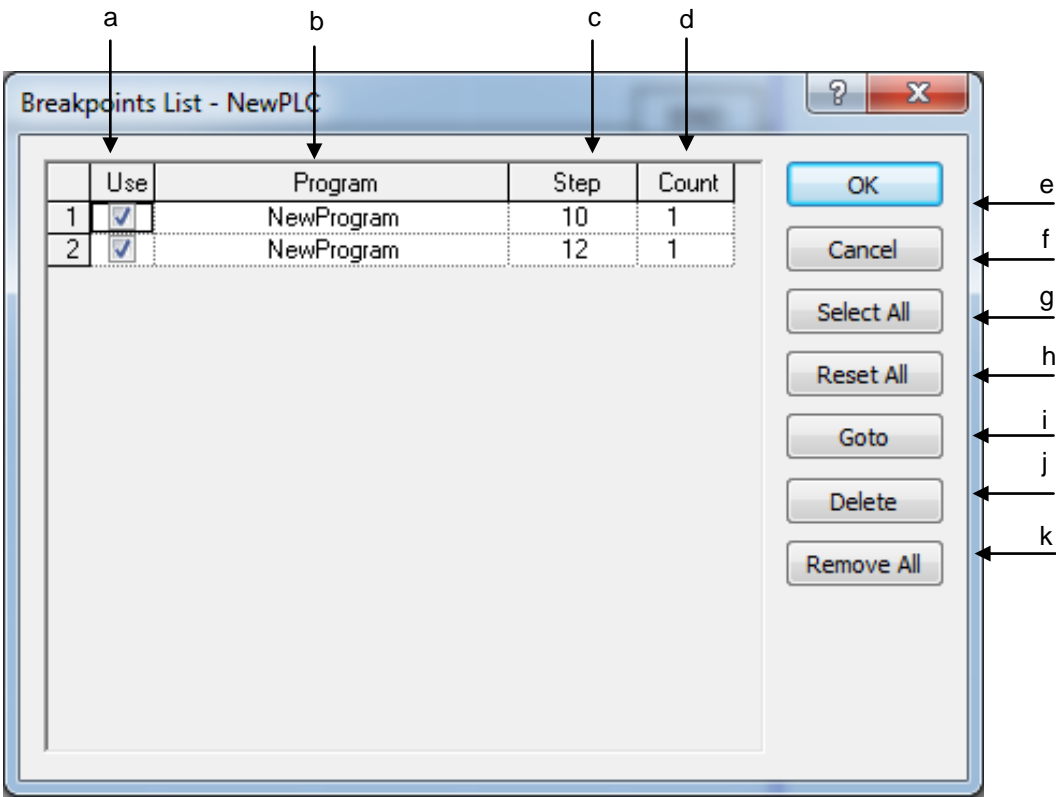 a b c d
Breakpoints List - NewPLC
Use Program Step Count OK
e
1 NewProgram 10 1
2 NewProgram 12 1 Cancel
f
Select All
g
Reset All
h
Goto
i
Delete
j
Remove All
k